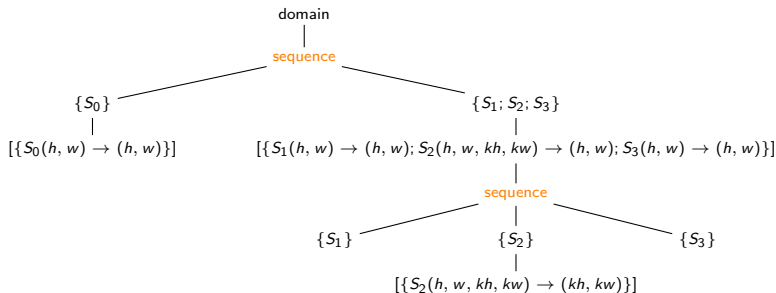 domain
sequence
{S₀} {S₁; S₂; S₃}
[{S₀(h, w) → (h, w)}] [{S₁(h, w) → (h, w); S₂(h, w, kh, kw) → (h, w); S₃(h, w) → (h, w)}]
sequence
{S₁} {S₂} {S₃}
[{S₂(h, w, kh, kw) → (kh, kw)}]